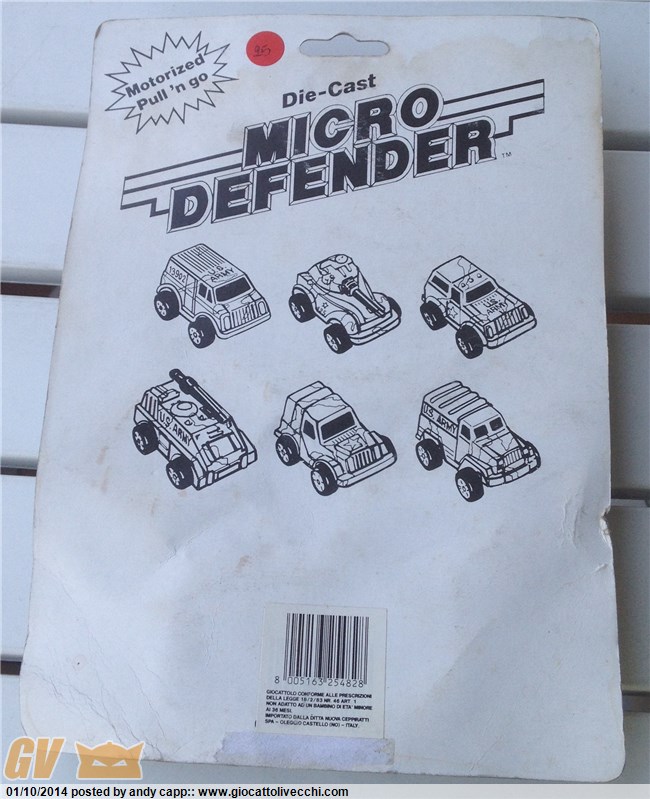 Motorized
Pull 'n go
95
Die-Cast
MICRO
DEFENDER™
13907
U.S.
ARMY
U.S.
ARMY
U.S. ARMY
U.S. ARMY
8 005163 254828
GIOCATTOLO CONFORME ALLE PRESCRIZIONI
DELLA LEGGE 18/2/83 NR. 46 ART. 1
NON ADATTO AD UN BAMBINO DI ETA' MINORE
AI 36 MESI.
IMPORTATO DALLA DITTA NUOVA CEPPIRATTI
SPA - OLEGGIO CASTELLO (NO) - ITALY.
GV
01/10/2014 posted by andy capp:: www.giocattolivecchi.com